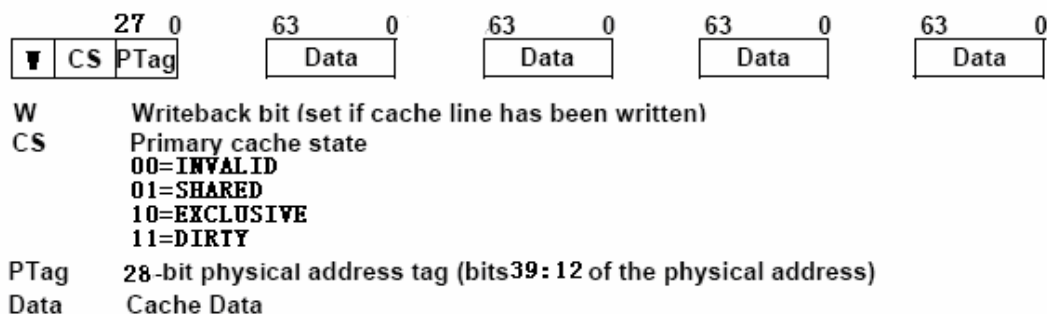 27 0 63 0 63 0 63 0 63 0
W CS PTag Data Data Data Data
W Writeback bit (set if cache line has been written)
CS Primary cache state
00=INVALID
01=SHARED
10=EXCLUSIVE
11=DIRTY
PTag 28-bit physical address tag (bits39:12 of the physical address)
Data Cache Data